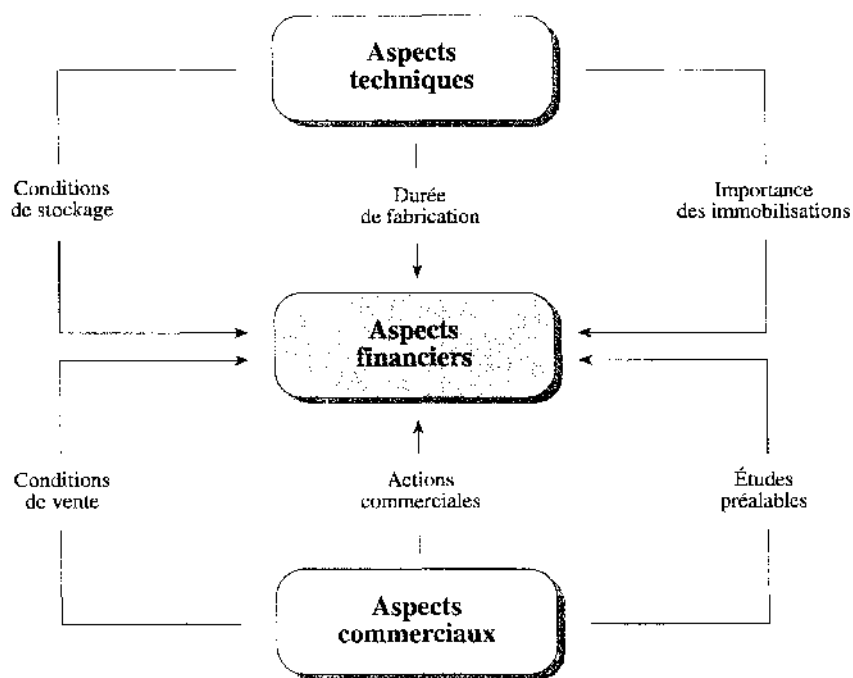 Aspects
techniques
Conditions
de stockage
Durée
de fabrication
Importance
des immobilisations
Aspects
financiers
Conditions
de vente
Actions
commerciales
Études
préalables
Aspects
commerciaux